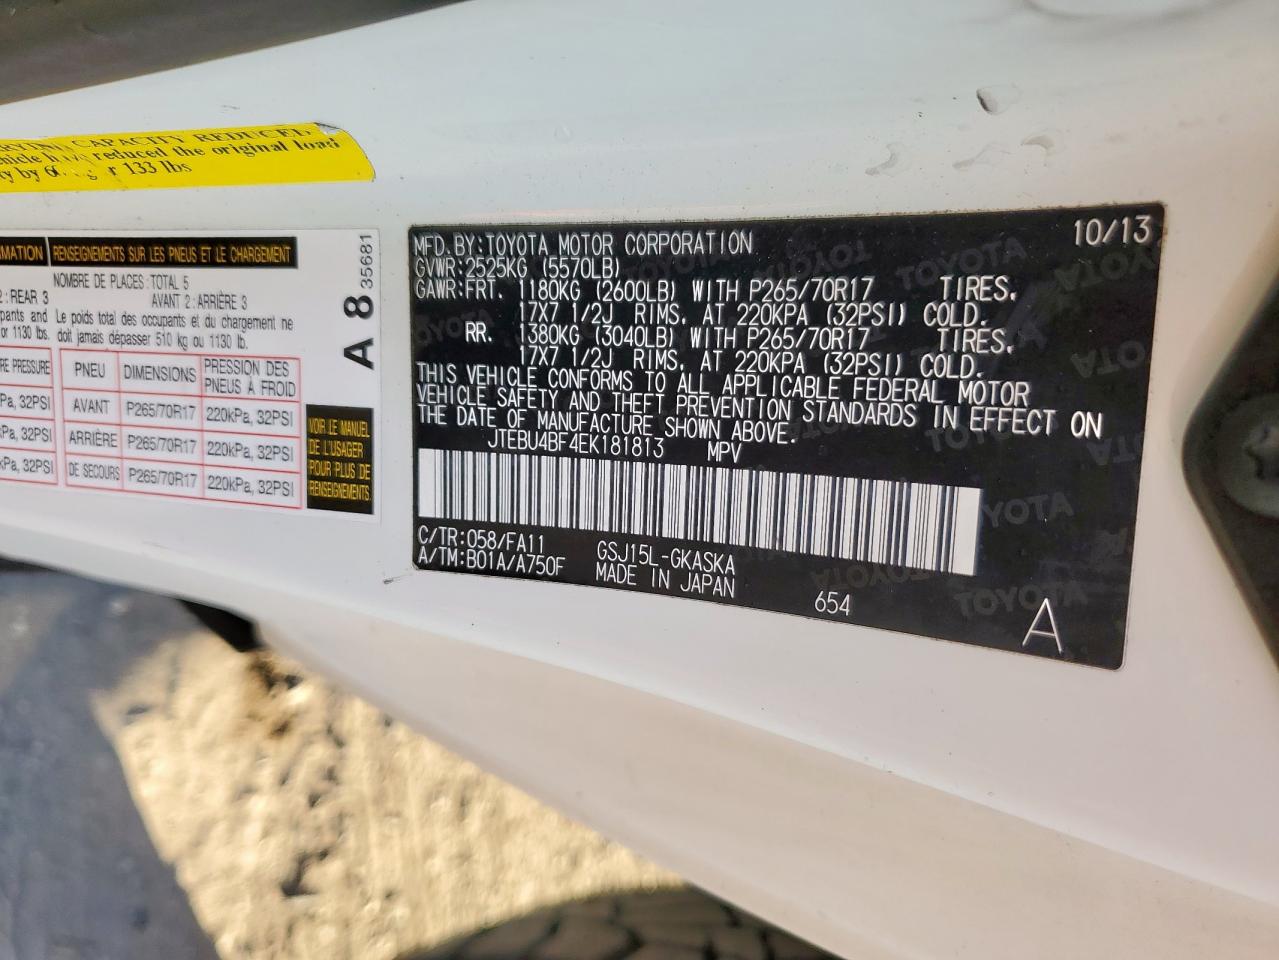 CAPACITY REDUCED
reduced the original load
133 lbs
RENSEIGNEMENTS SUR LES PNEUS ET LE CHARGEMENT
NOMBRE DE PLACES: TOTAL 5
: REAR 3
AVANT 2: ARRIÈRE 3
pants and
or 1130 lbs.
Le poids total des occupants et du chargement ne
doit jamais dépasser 510 kg ou 1130 lb.
PRESSURE
PNEU DIMENSIONS PRESSION DES PNEUS À FROID
32PSI
AVANT P265/70R17 220kPa, 32PSI
32PSI
ARRIÈRE P265/70R17 220kPa, 32PSI
32PSI
DE SECOURS P265/70R17 220kPa, 32PSI
A 8 35681
VOIR LE MANUEL
DE L'USAGER
POUR PLUS DE
RENSEIGNEMENTS
10/13
MFD. BY: TOYOTA MOTOR CORPORATION
GVWR: 2525KG (5570LB)
GAWR: FRT. 1180KG (2600LB) WITH P265/70R17 TIRES,
17X7 1/2J RIMS, AT 220KPA (32PSI) COLD.
RR. 1380KG (3040LB) WITH P265/70R17 TIRES,
17X7 1/2J RIMS, AT 220KPA (32PSI) COLD.
THIS VEHICLE CONFORMS TO ALL APPLICABLE FEDERAL MOTOR
VEHICLE SAFETY AND THEFT PREVENTION STANDARDS IN EFFECT ON
THE DATE OF MANUFACTURE SHOWN ABOVE.
JTEBU4BF4EK181813 MPV
C/TR: 058/FA11 GSJ15L-GKASKA
A/TM: B01A/A750F MADE IN JAPAN
654
A